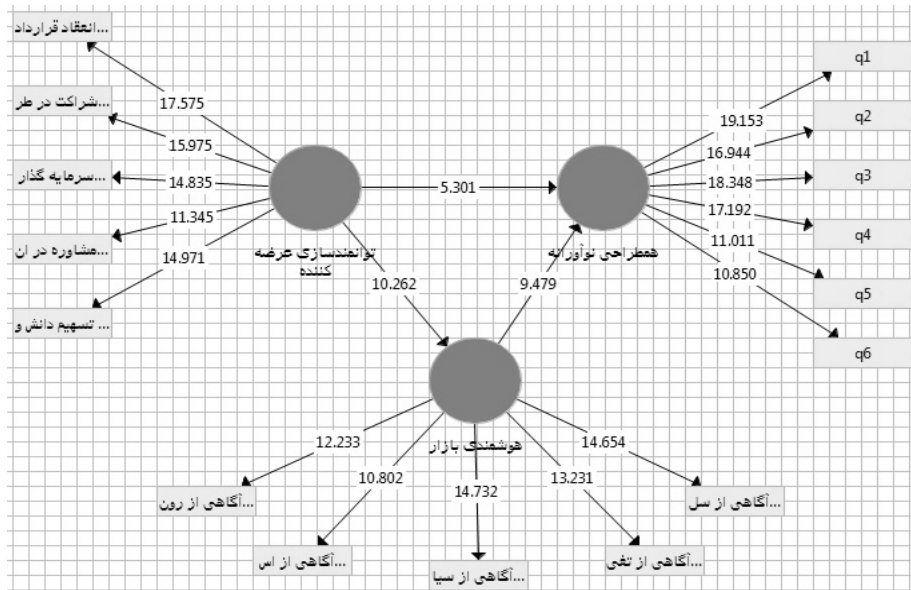 انعقاد قرارداد...
شراکت در طر...
سرمایه گذار...
مشاوره در ان...
تسهیم دانش و ...
17.575
15.975
14.835
11.345
14.971
توانمندسازی عرضه
کننده
5.301
10.262
9.479
همطراحی نوآورانه
19.153
16.944
18.348
17.192
11.011
10.850
q1
q2
q3
q4
q5
q6
هوشمندی بازار
12.233
10.802
14.732
13.231
14.654
آگاهی از رون...
آگاهی از اس...
آگاهی از سیا...
آگاهی از تغی...
آگاهی از سل...